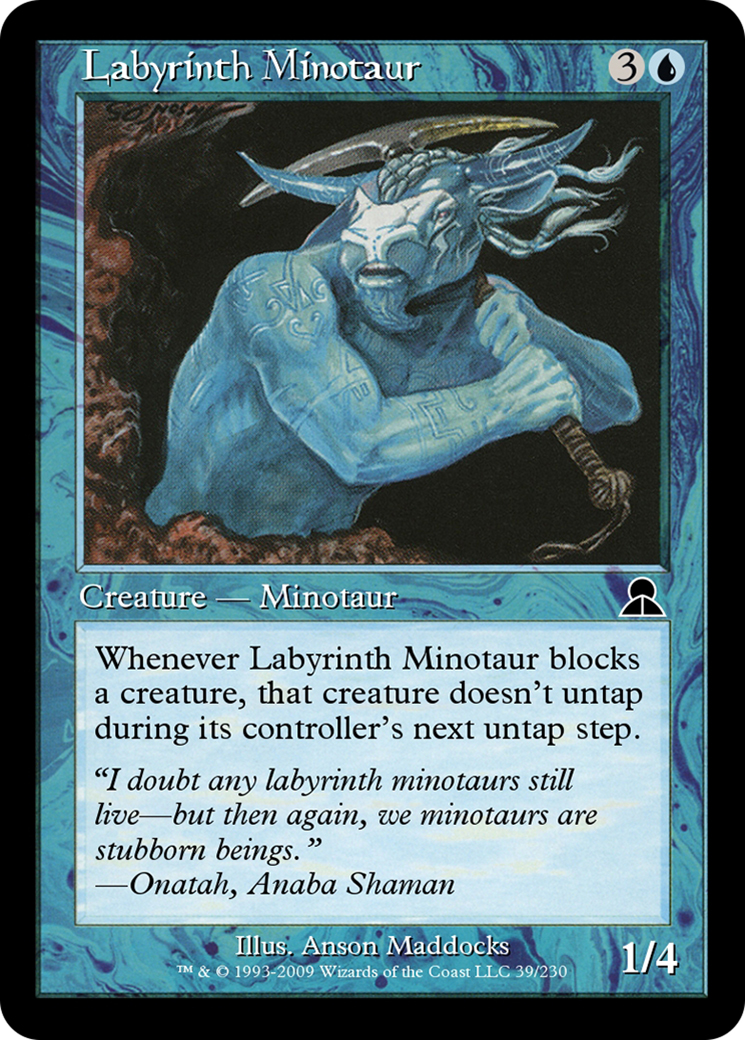 Labyrinth Minotaur 3
Creature — Minotaur
Whenever Labyrinth Minotaur blocks
a creature, that creature doesn't untap
during its controller's next untap step.
"I doubt any labyrinth minotaurs still
live—but then again, we minotaurs are
stubborn beings."
—Onatah, Anaba Shaman
Illus. Anson Maddocks
1/4
™ & © 1993-2009 Wizards of the Coast LLC 39/230